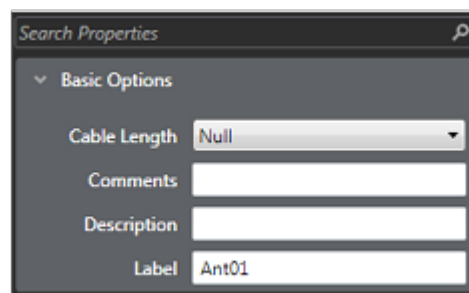 Search Properties
Basic Options
Cable Length Null
Comments
Description
Label Ant01